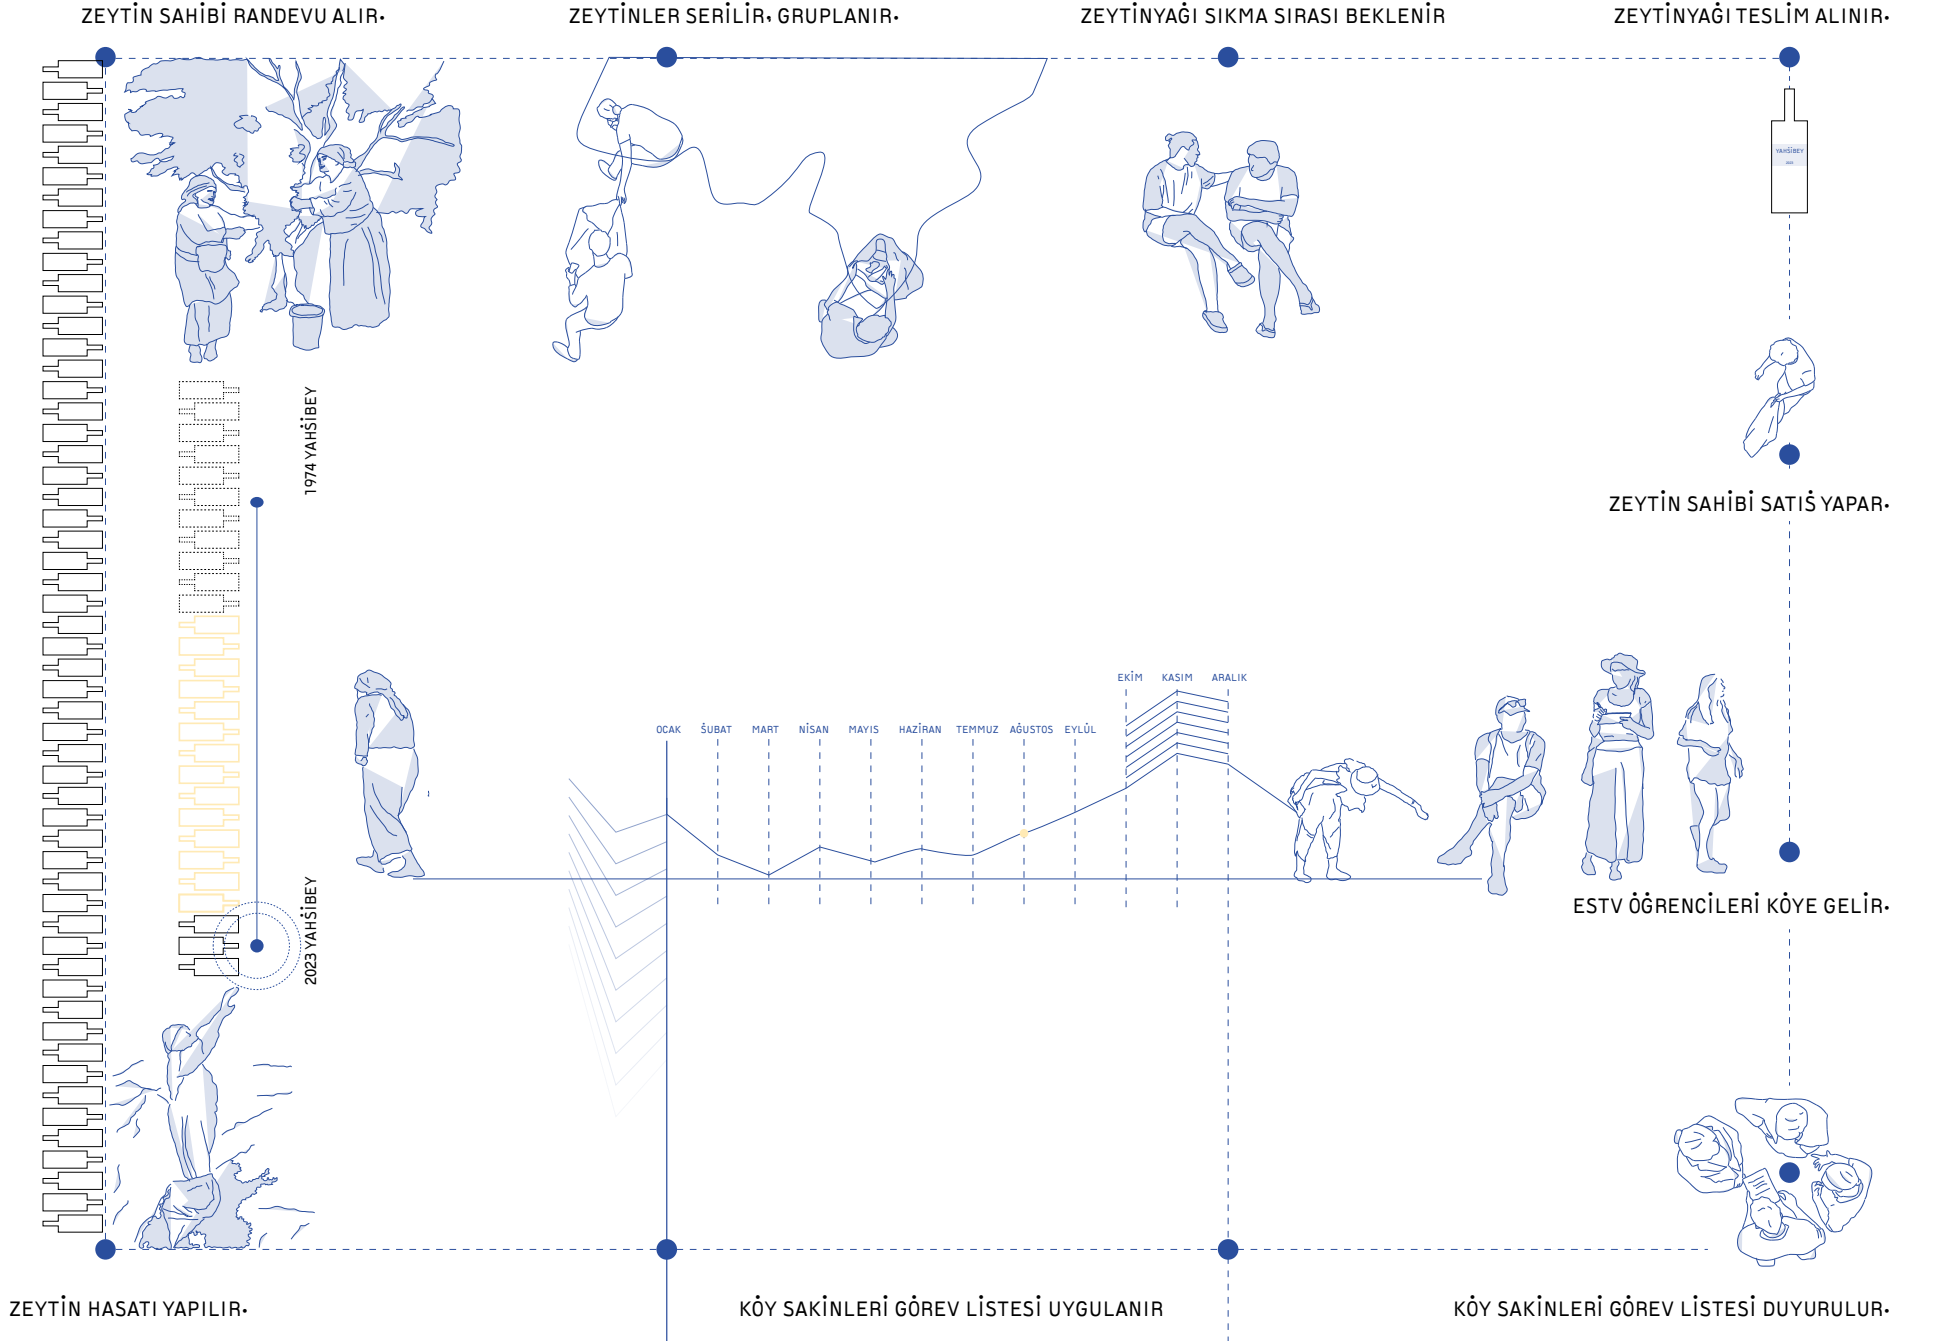 ZEYTİN SAHİBİ RANDEVU ALIR.
ZEYTİNLER SERİLİR, GRUPLANIR.
ZEYTİNYAĞI SIKMA SIRASI BEKLENİR
ZEYTİNYAĞI TESLİM ALINIR.
YAHŞİBEY
2023
1974 YAHŞİBEY
ZEYTİN SAHİBİ SATIŞ YAPAR.
EKİM KASIM ARALIK
OCAK ŞUBAT MART NİSAN MAYIS HAZİRAN TEMMUZ AĞUSTOS EYLÜL
2023 YAHŞİBEY
ESTV ÖĞRENCİLERİ KÖYE GELİR.
ZEYTİN HASATI YAPILIR.
KÖY SAKİNLERİ GÖREV LİSTESİ UYGULANIR
KÖY SAKİNLERİ GÖREV LİSTESİ DUYURULUR.